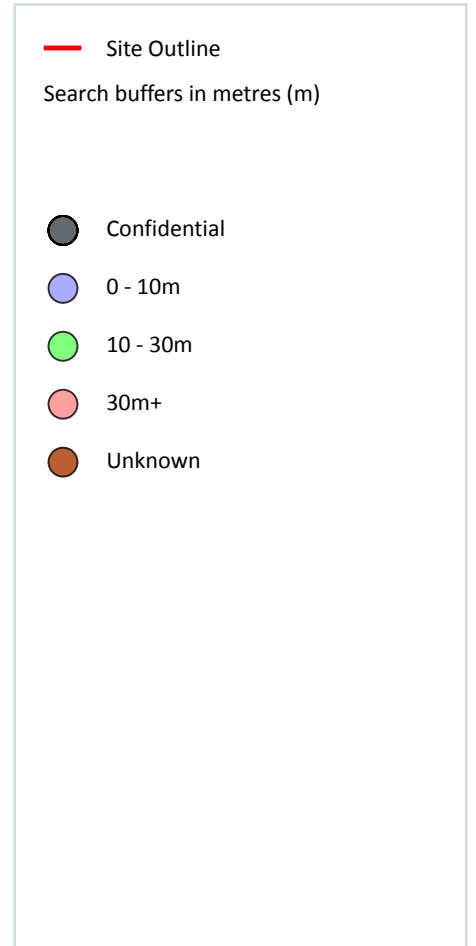 Site Outline
Search buffers in metres (m)
Confidential
0 - 10m
10 - 30m
30m+
Unknown